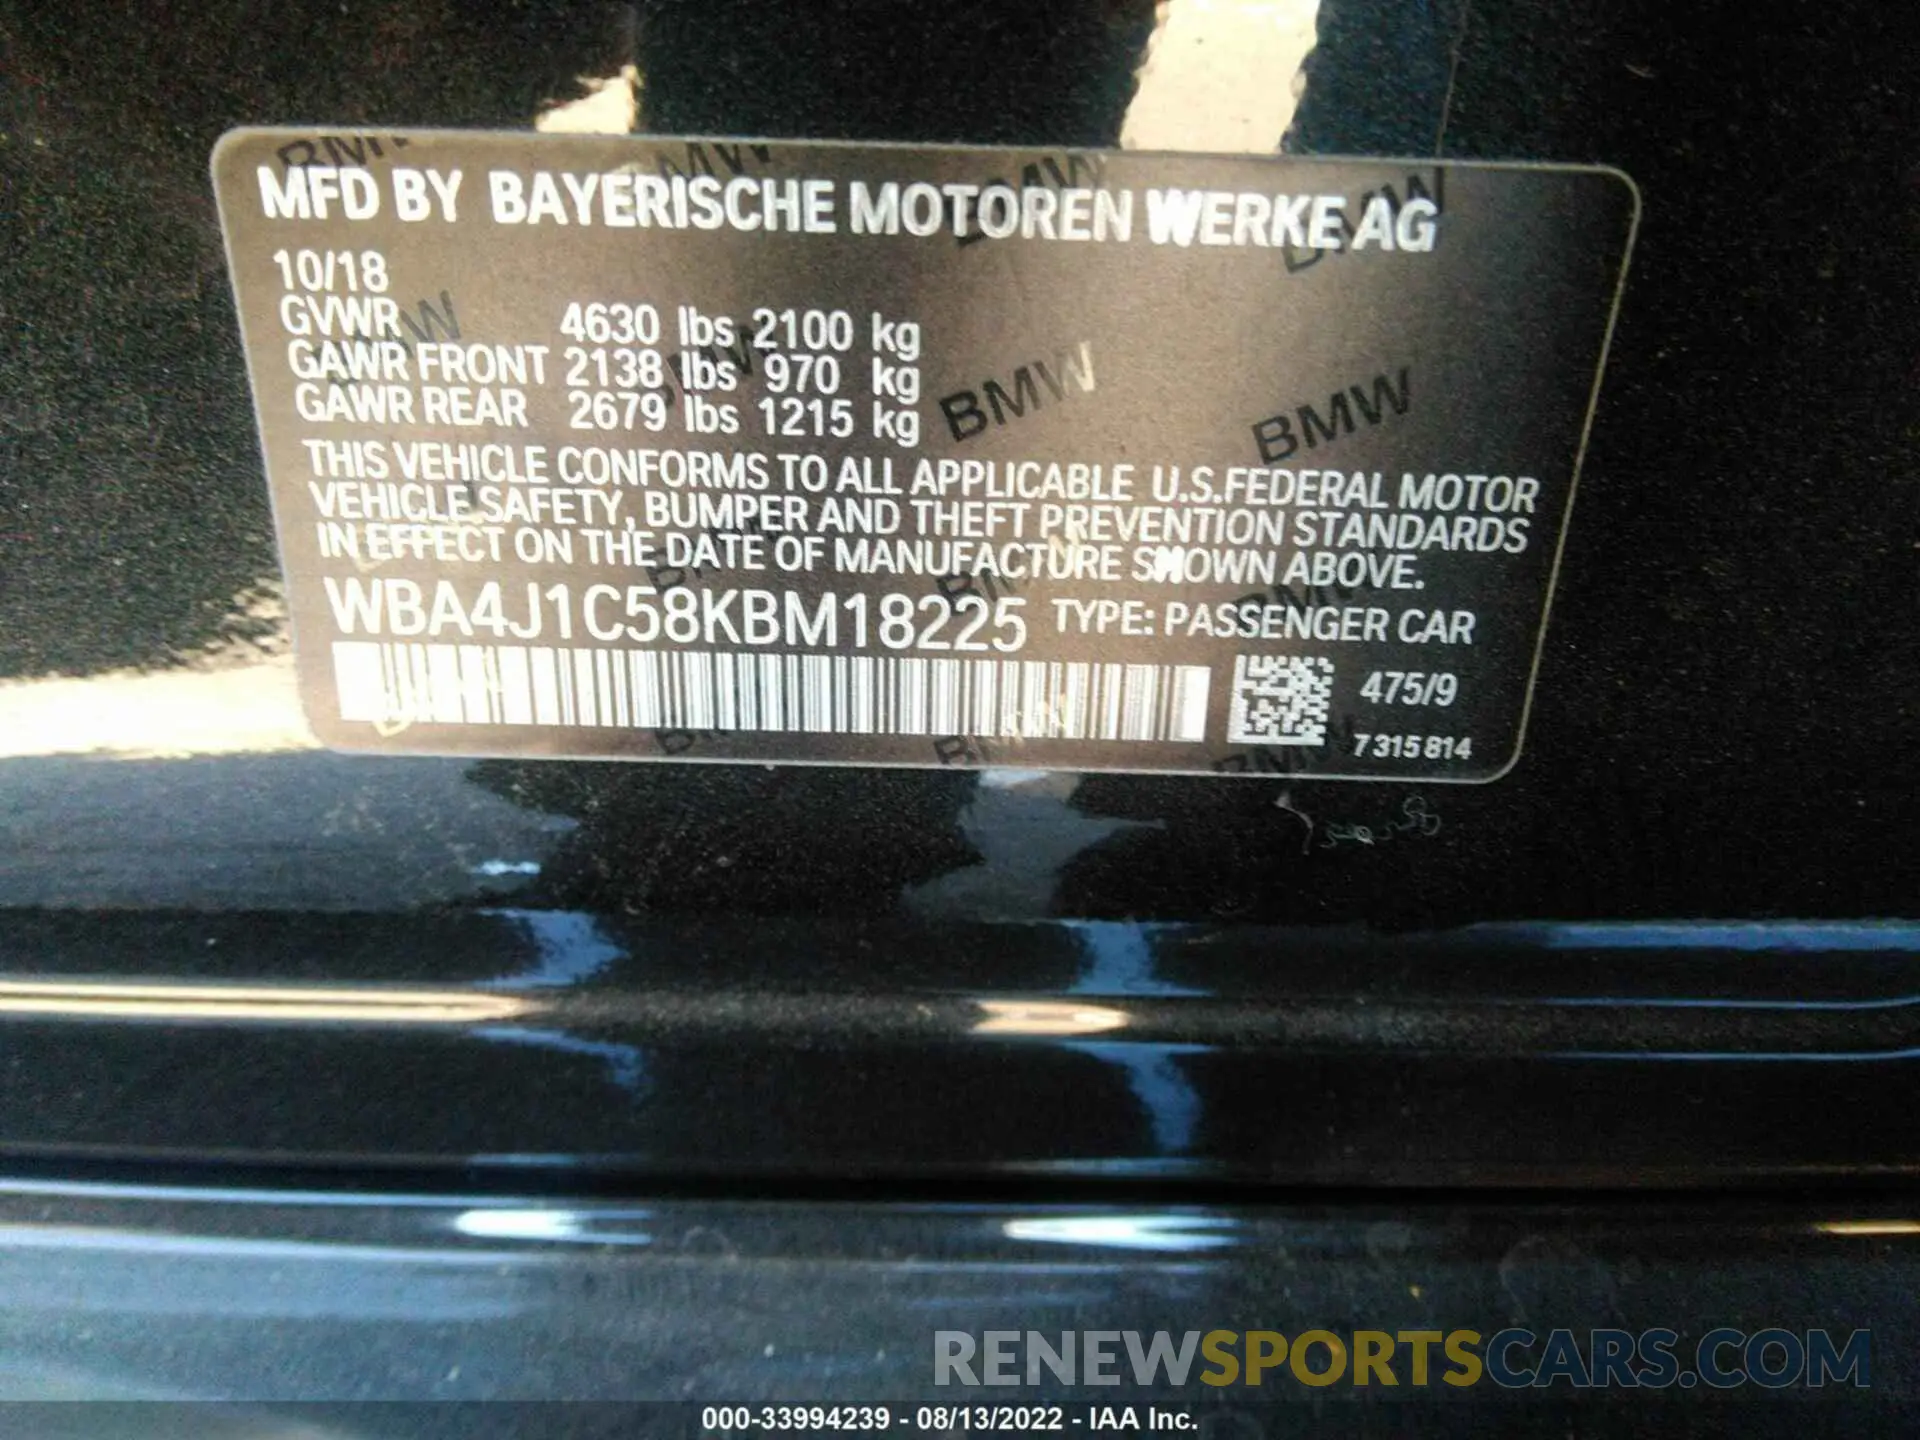 MFD BY BAYERISCHE MOTOREN WERKE AG
10/18
GVWR 4630 lbs 2100 kg
GAWR FRONT 2138 lbs 970 kg
GAWR REAR 2679 lbs 1215 kg
THIS VEHICLE CONFORMS TO ALL APPLICABLE U.S.FEDERAL MOTOR
VEHICLE SAFETY, BUMPER AND THEFT PREVENTION STANDARDS
IN EFFECT ON THE DATE OF MANUFACTURE SHOWN ABOVE.
WBA4J1C58KBM18225 TYPE: PASSENGER CAR
475/9
7315814
RENEWSPORTSCARS.COM
000-33994239 - 08/13/2022 - IAA Inc.